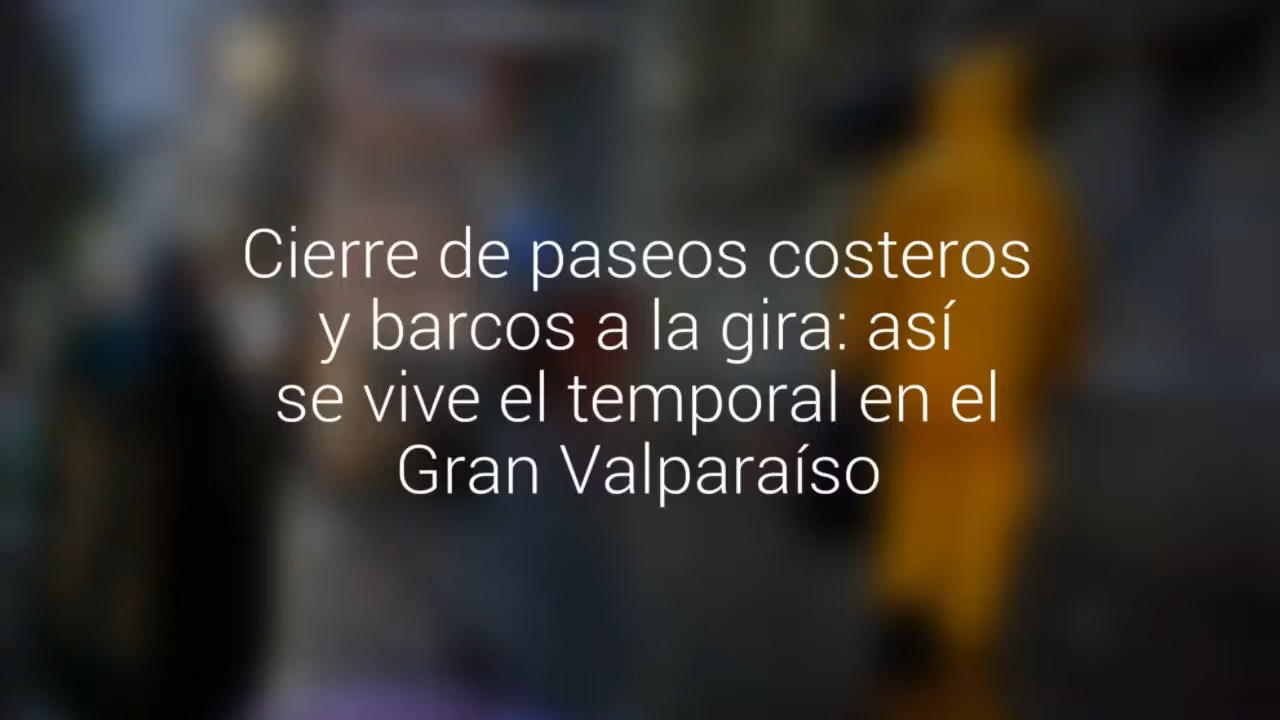 Cierre de paseos costeros
y barcos a la gira: así
se vive el temporal en el
Gran Valparaíso